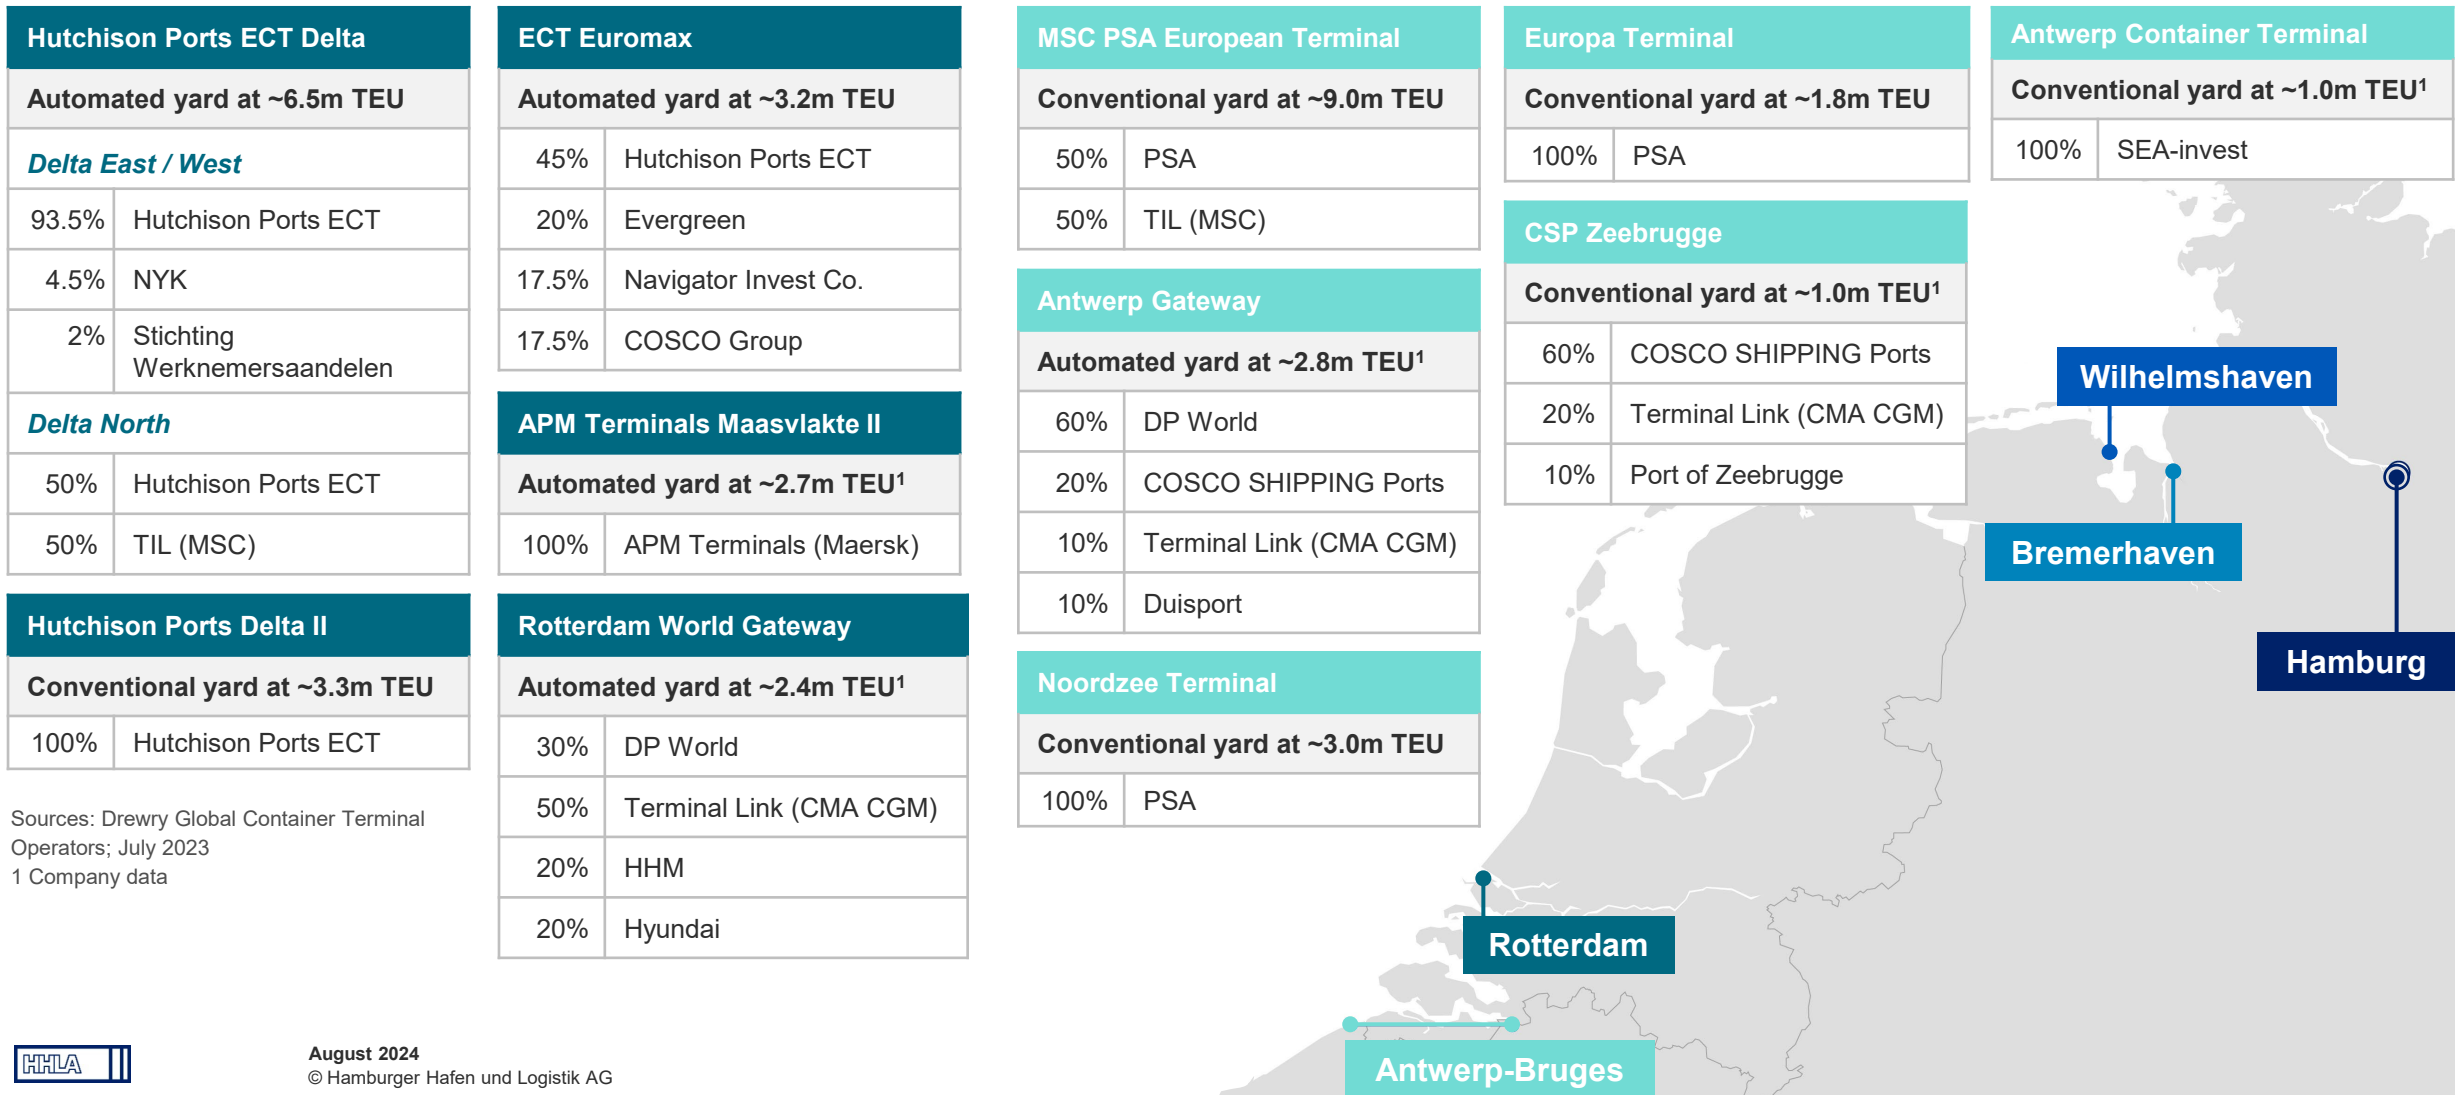 Hutchison Ports ECT Delta
Automated yard at ~6.5m TEU
Delta East / West
93.5% Hutchison Ports ECT
4.5% NYK
2% Stichting
Werknemersaandelen
Delta North
50% Hutchison Ports ECT
50% TIL (MSC)
Hutchison Ports Delta II
Conventional yard at ~3.3m TEU
100% Hutchison Ports ECT
Sources: Drewry Global Container Terminal
Operators; July 2023
1 Company data
ECT Euromax
Automated yard at ~3.2m TEU
45% Hutchison Ports ECT
20% Evergreen
17.5% Navigator Invest Co.
17.5% COSCO Group
APM Terminals Maasvlakte II
Automated yard at ~2.7m TEU¹
100% APM Terminals (Maersk)
Rotterdam World Gateway
Automated yard at ~2.4m TEU¹
30% DP World
50% Terminal Link (CMA CGM)
20% HHM
20% Hyundai
MSC PSA European Terminal
Conventional yard at ~9.0m TEU
50% PSA
50% TIL (MSC)
Antwerp Gateway
Automated yard at ~2.8m TEU¹
60% DP World
20% COSCO SHIPPING Ports
10% Terminal Link (CMA CGM)
10% Duisport
Noordzee Terminal
Conventional yard at ~3.0m TEU
100% PSA
Europa Terminal
Conventional yard at ~1.8m TEU
100% PSA
CSP Zeebrugge
Conventional yard at ~1.0m TEU¹
60% COSCO SHIPPING Ports
20% Terminal Link (CMA CGM)
10% Port of Zeebrugge
Antwerp Container Terminal
Conventional yard at ~1.0m TEU¹
100% SEA-invest
Wilhelmshaven
Bremerhaven
Hamburg
Rotterdam
Antwerp-Bruges
HHLA
August 2024
© Hamburger Hafen und Logistik AG